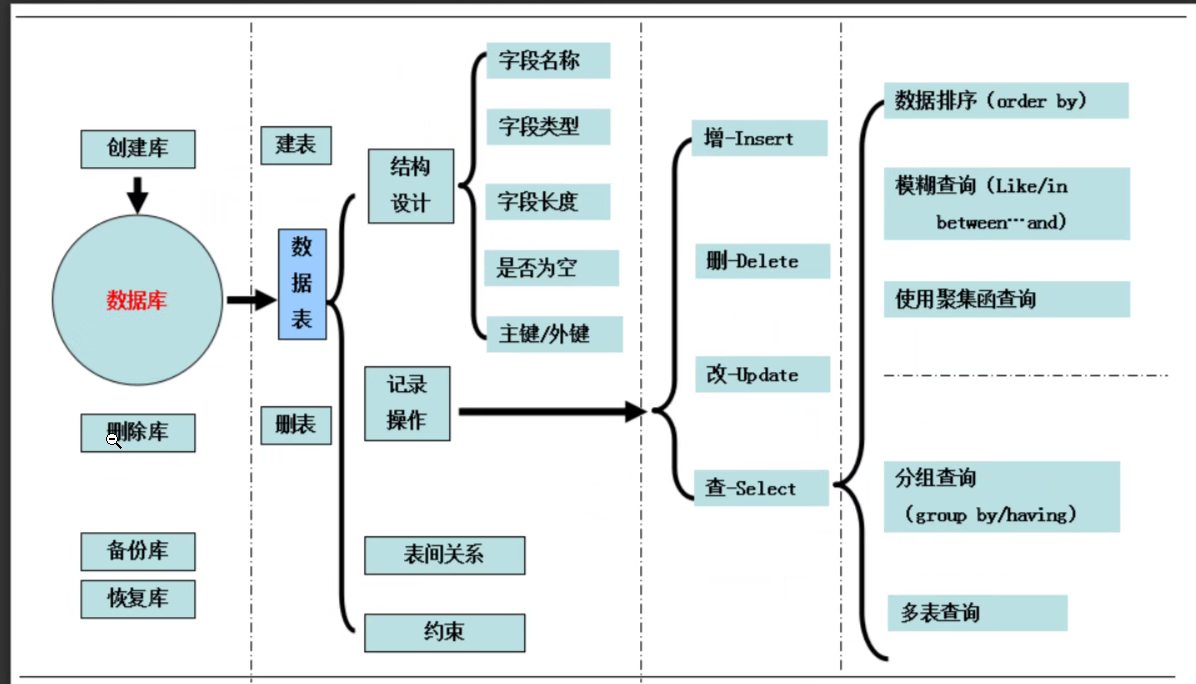 创建库
数据库
删除库
备份库
恢复库
建表
数
据
表
删表
结构
设计
字段名称
字段类型
字段长度
是否为空
主键/外键
记录
操作
表间关系
约束
增-Insert
删-Delete
改-Update
查-Select
数据排序（order by）
模糊查询（Like/in
between…and）
使用聚集函查询
分组查询
（group by/having）
多表查询